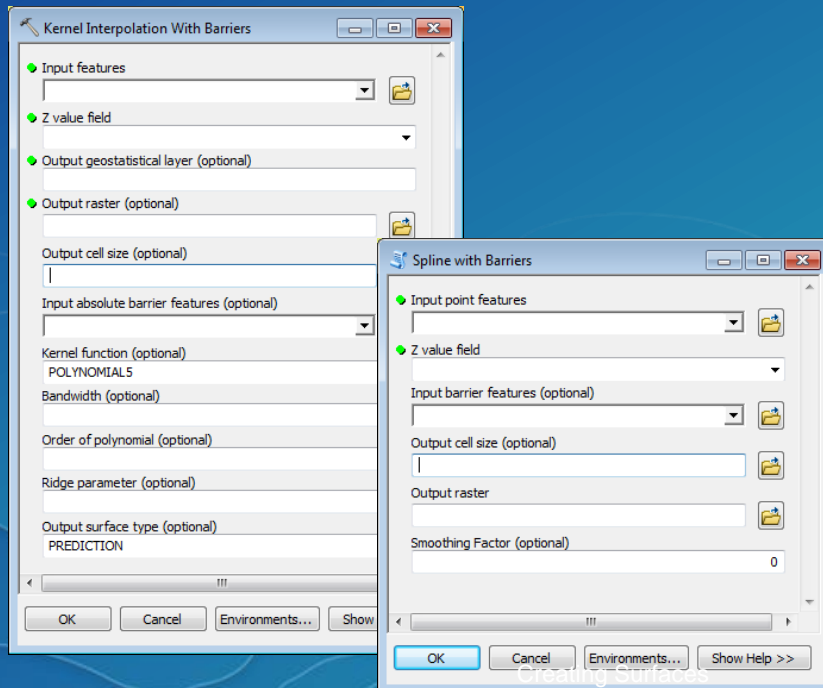 Kernel Interpolation With Barriers
Input features
Z value field
Output geostatistical layer (optional)
Output raster (optional)
Output cell size (optional)
Input absolute barrier features (optional)
Kernel function (optional)
POLYNOMIAL5
Bandwidth (optional)
Order of polynomial (optional)
Ridge parameter (optional)
Output surface type (optional)
PREDICTION
OK
Cancel
Environments...
Show
Spline with Barriers
Input point features
Z value field
Input barrier features (optional)
Output cell size (optional)
Output raster
Smoothing Factor (optional)
0
OK
Cancel
Environments...
Show Help >>
Creating Surfaces